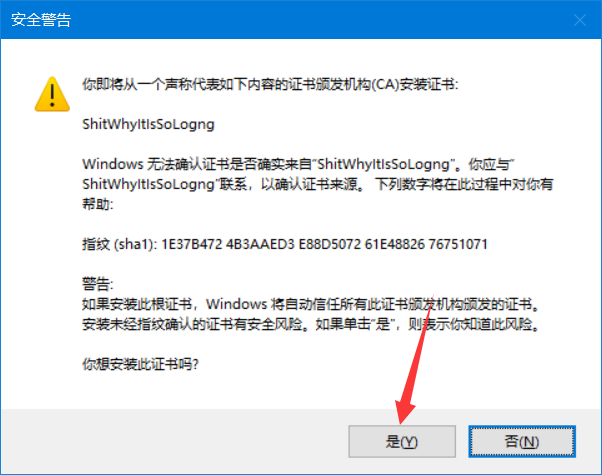 安全警告
你即将从一个声称代表如下内容的证书颁发机构(CA)安装证书:
ShitWhyItIsSoLogng
Windows 无法确认证书是否确实来自"ShitWhyItIsSoLogng"。你应与"
ShitWhyItIsSoLogng"联系，以确认证书来源。 下列数字将在此过程中对你有
帮助:
指纹 (sha1): 1E37B472 4B3AAED3 E88D5072 61E48826 76751071
警告:
如果安装此根证书，Windows 将自动信任所有此证书颁发机构颁发的证书。
安装未经指纹确认的证书有安全风险。如果单击"是"，则表示你知道此风险。
你想安装此证书吗?
是(Y)
否(N)